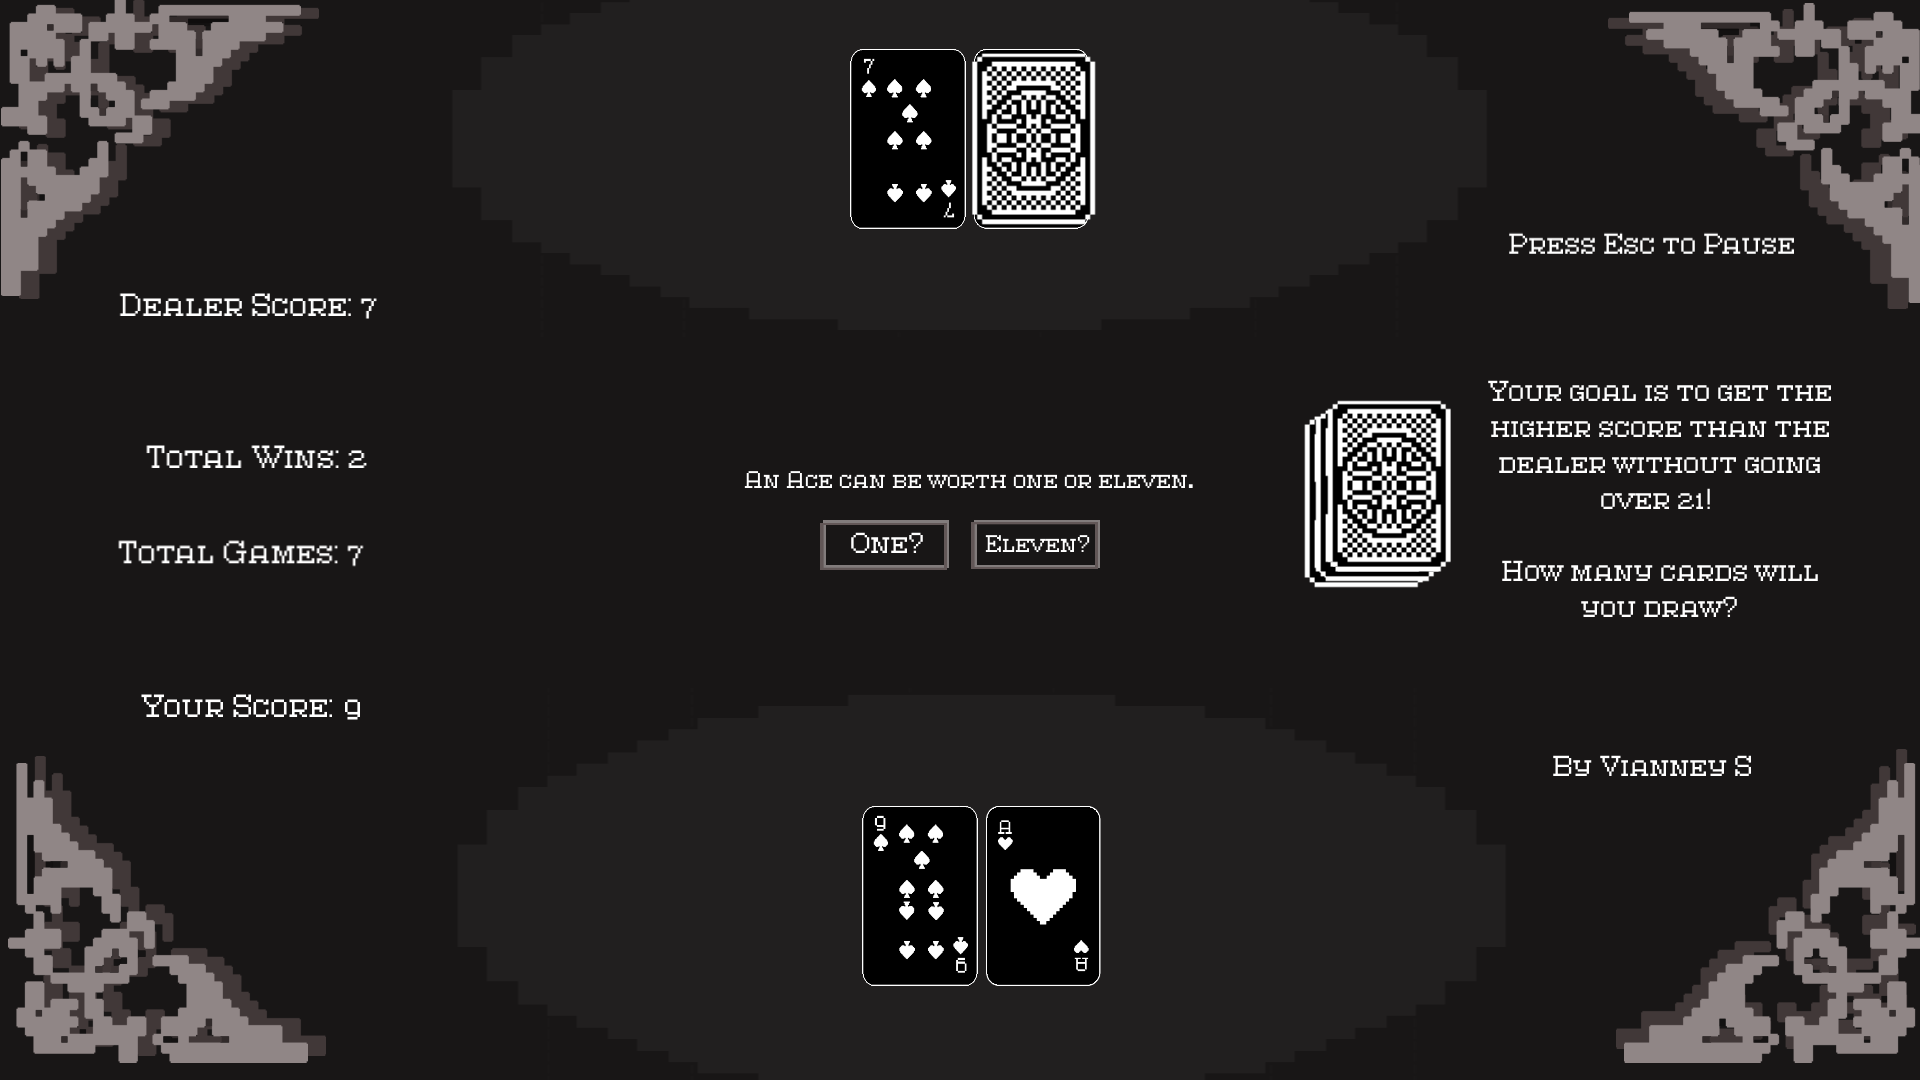 7
7
Press Esc to Pause
Dealer Score: 7
Your goal is to get the
higher score than the
dealer without going
over 21!
Total Wins: 2
An Ace can be worth one or eleven.
One?
Eleven?
Total Games: 7
How many cards will
you draw?
Your Score: 9
By Vianney S
9
A
9
A